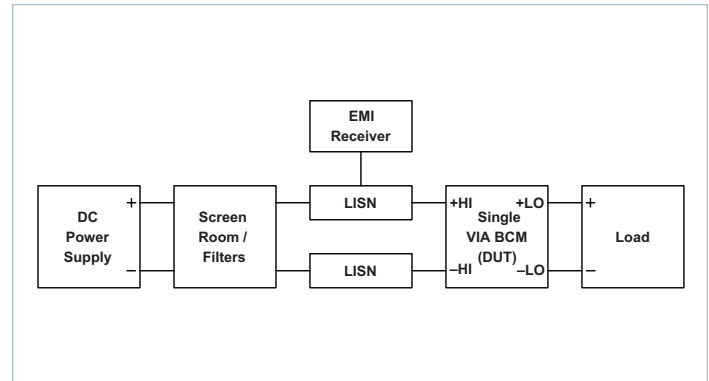 EMI
Receiver
DC
Power
Supply
+
–
Screen
Room /
Filters
LISN
LISN
+HI
+LO
Single
VIA BCM
(DUT)
–HI
–LO
+
–
Load